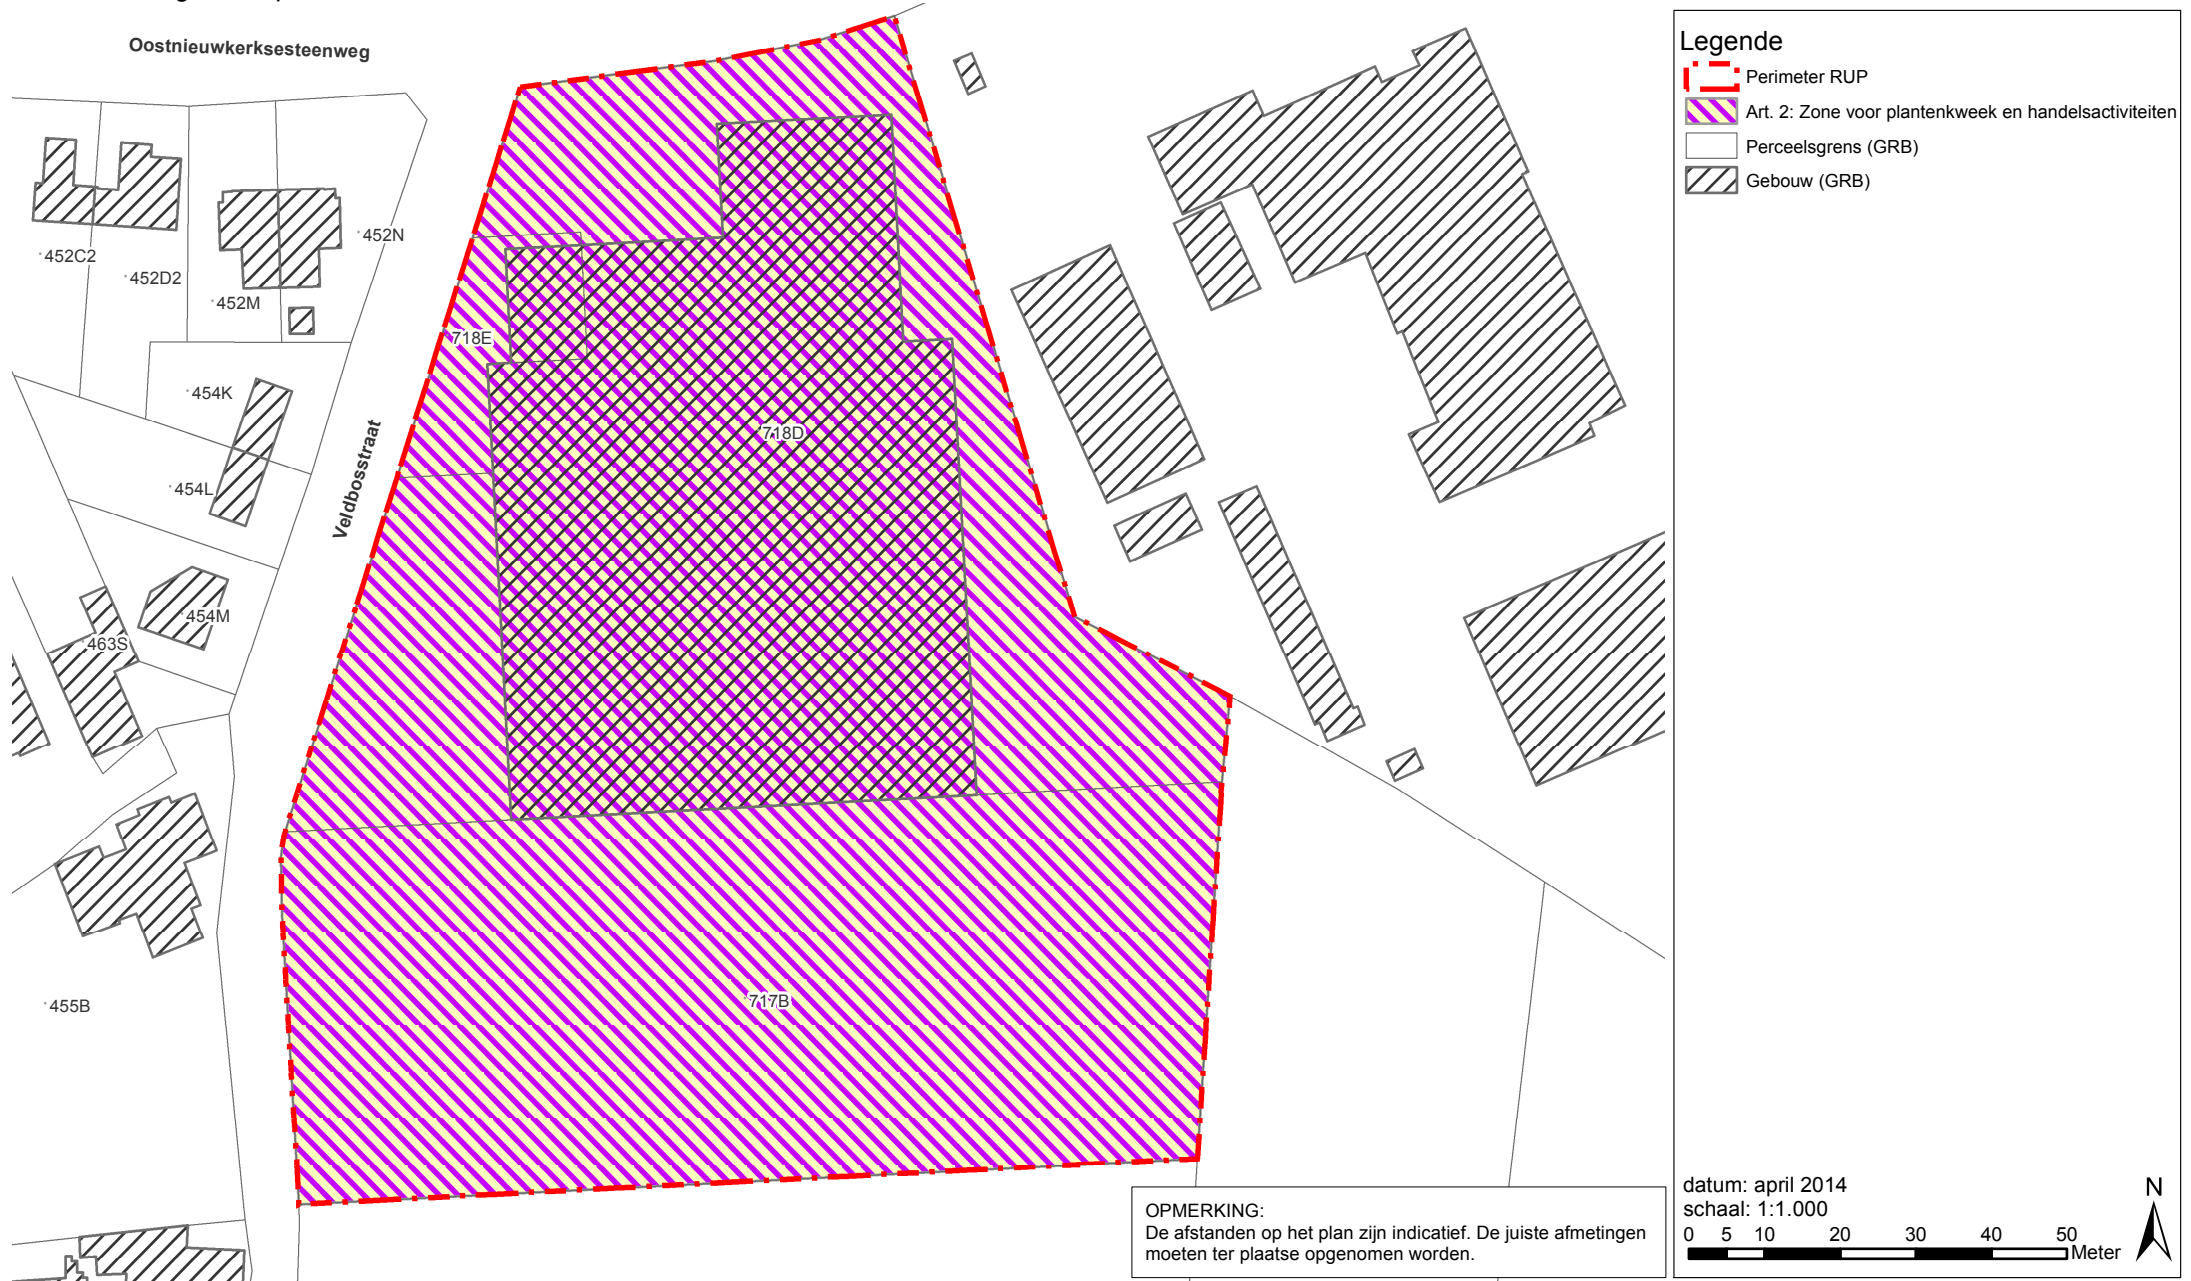 Oostnieuwkerksesteenweg
452C2
452D2
452M
452N
454K
454L
454M
463S
455B
Veldbosstraat
718E
718D
717B
Legende
Perimeter RUP
Art. 2: Zone voor plantenkweek en handelsactiviteiten
Perceelsgrens (GRB)
Gebouw (GRB)
OPMERKING:
De afstanden op het plan zijn indicatief. De juiste afmetingen
moeten ter plaatse opgenomen worden.
datum: april 2014
schaal: 1:1.000
N
0 5 10 20 30 40 50
Meter